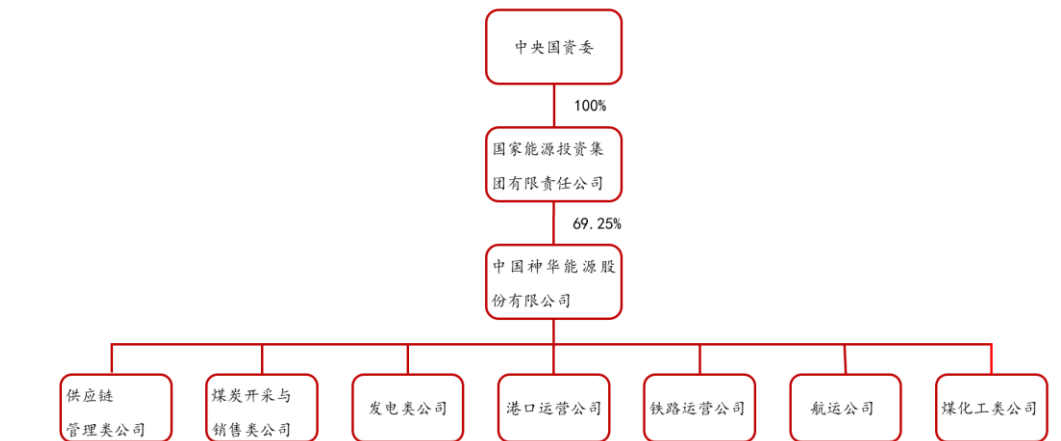 中央国资委
100%
国家能源投资集
团有限责任公司
69.25%
中国神华能源股
份有限公司
供应链
管理类公司
煤炭开采与
销售类公司
发电类公司
港口运营公司
铁路运营公司
航运公司
煤化工类公司